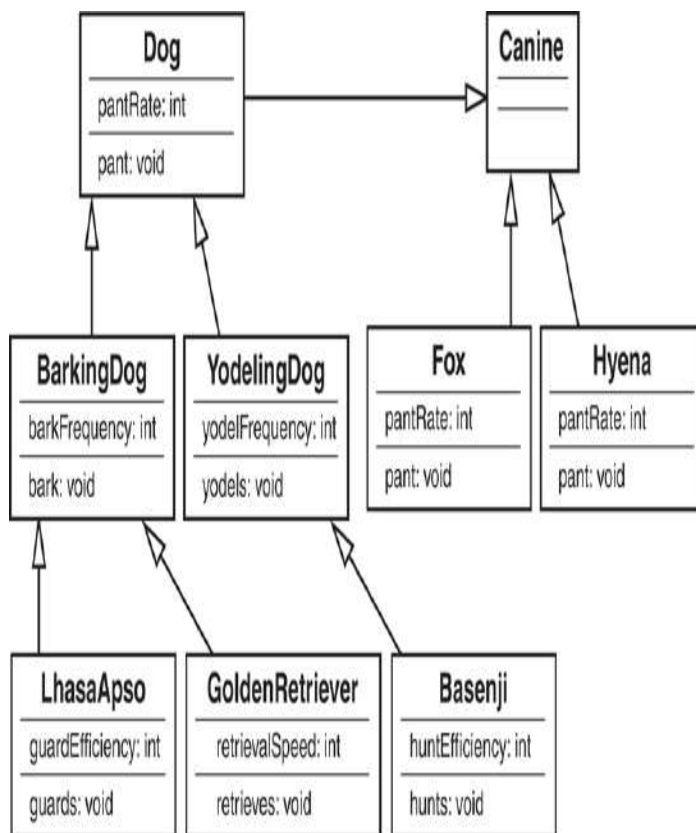 Dog
pantRate: int
pant: void
Canine
BarkingDog
barkFrequency: int
bark: void
YodelingDog
yodelFrequency: int
yodels: void
Fox
pantRate: int
pant: void
Hyena
pantRate: int
pant: void
LhasaApso
guardEfficiency: int
guards: void
GoldenRetriever
retrievalSpeed: int
retrieves: void
Basenji
huntEfficiency: int
hunts: void